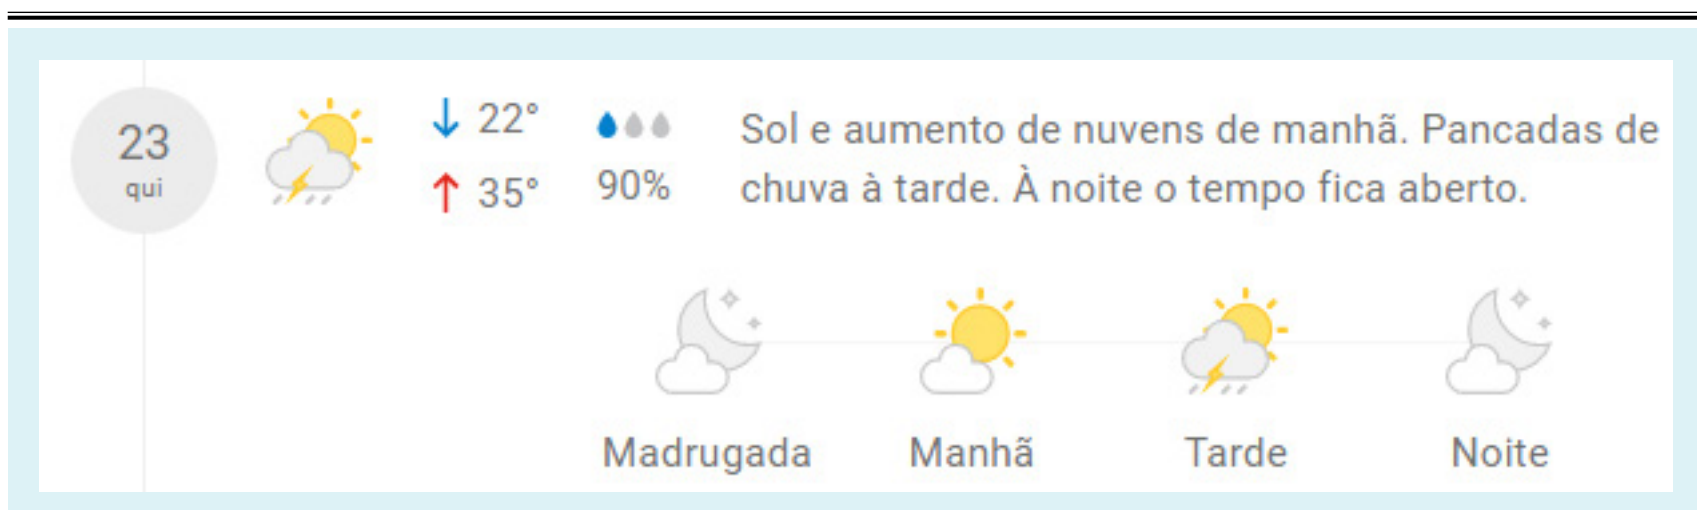 23
qui
↓ 22°
↑ 35°
90%
Sol e aumento de nuvens de manhã. Pancadas de
chuva à tarde. À noite o tempo fica aberto.
Madrugada Manhã Tarde Noite